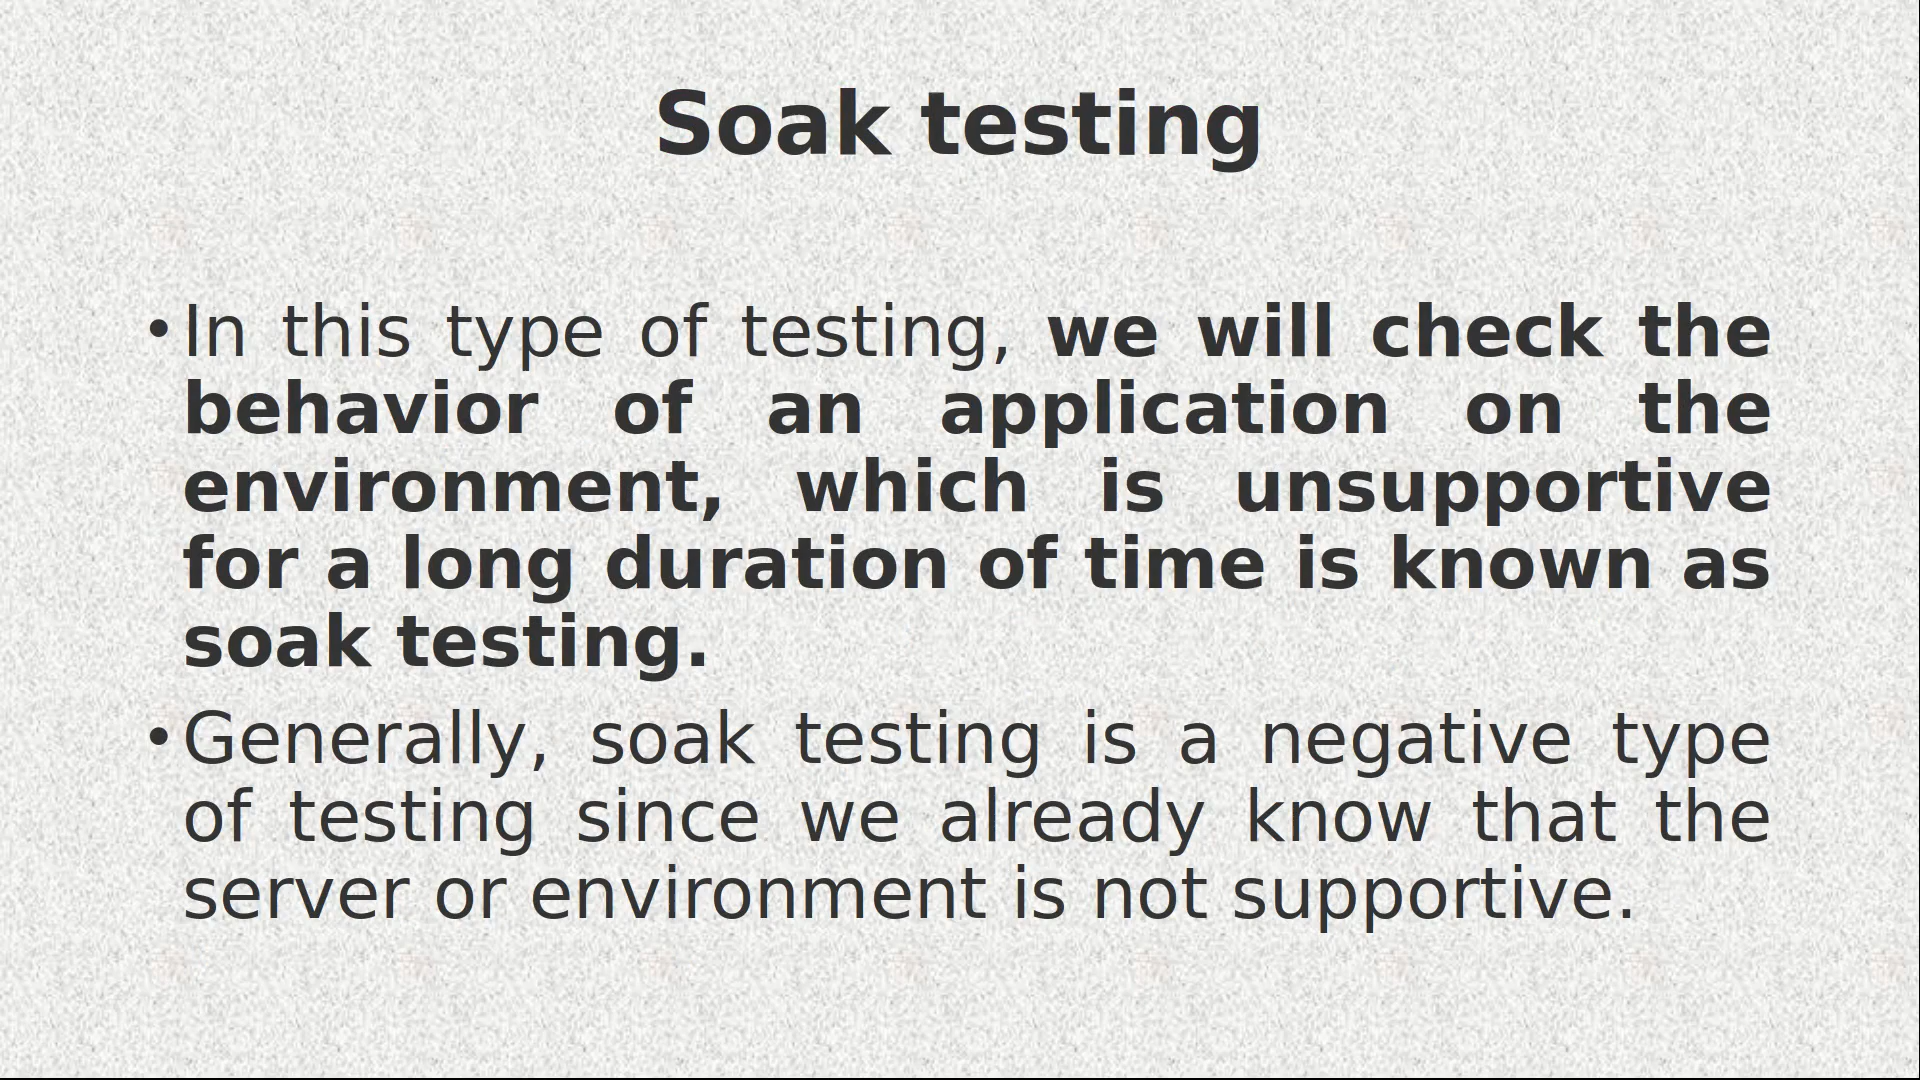 Soak testing
• In this type of testing, we will check the
behavior of an application on the
environment, which is unsupportive
for a long duration of time is known as
soak testing.
• Generally, soak testing is a negative type
of testing since we already know that the
server or environment is not supportive.